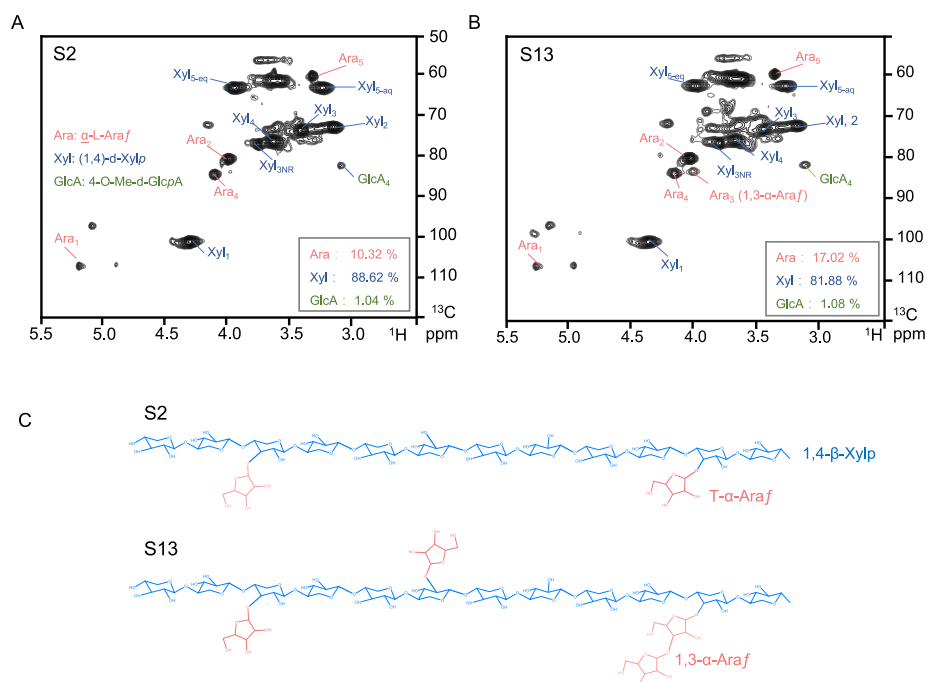 A
S2
50
60
70
80
90
100
110
13C
ppm
5.5
5.0
4.5
4.0
3.5
3.0
1H
Ara5
Xyl5-eq
Xyl5-aq
Xyl4
Xyl3
Xyl2
Ara2
Xyl3NR
GlcA4
Ara4
Ara1
Xyl1
Ara: α-L-Araf
Xyl: (1,4)-d-Xylp
GlcA: 4-O-Me-d-GlcpA
Ara : 10.32 %
Xyl : 88.62 %
GlcA : 1.04 %
B
S13
50
60
70
80
90
100
110
13C
ppm
5.5
5.0
4.5
4.0
3.5
3.0
1H
Ara5
Xyl5-eq
Xyl5-aq
Xyl3
Xyl, 2
Ara2
Xyl4
Xyl3NR
GlcA4
Ara4
Ara3 (1,3-α-Araf)
Ara1
Xyl1
Ara : 17.02 %
Xyl : 81.88 %
GlcA : 1.08 %
C
S2
1,4-β-Xylp
T-α-Araf
S13
1,3-α-Araf